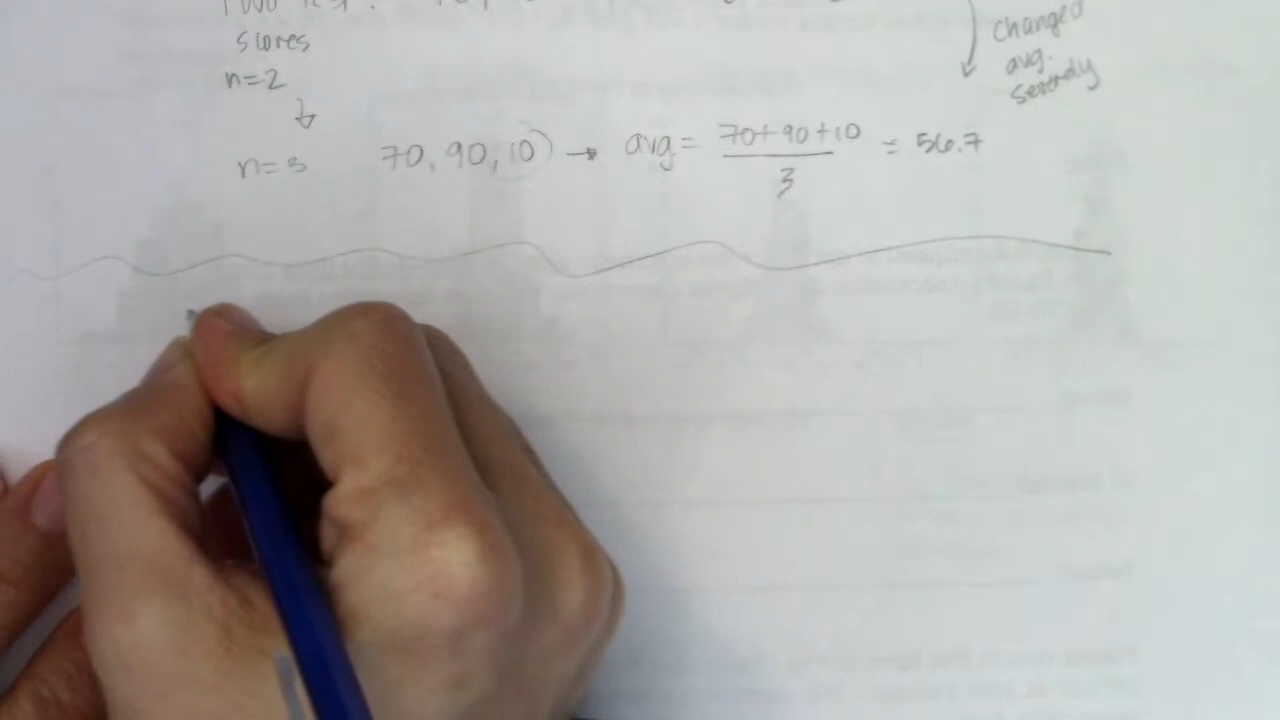 scores
n=2
n=3 70, 90, 10 → avg = 70+90+10 / 3 = 56.7
changed
avg.
severely